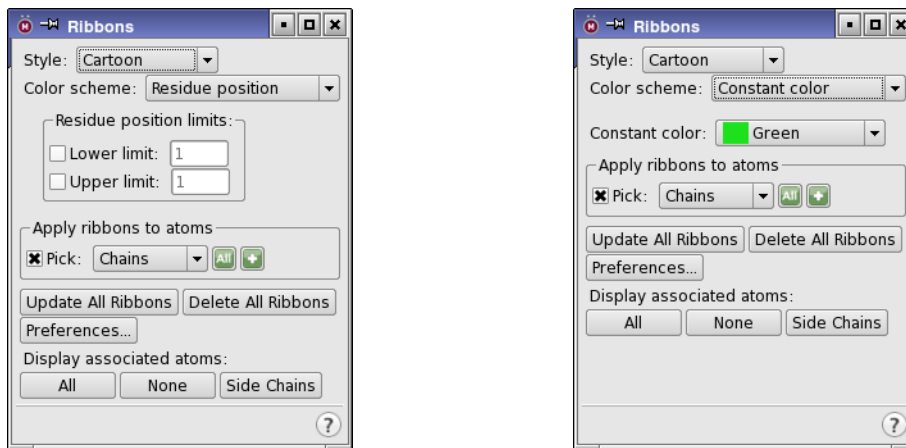 Ribbons
Style: Cartoon
Color scheme: Residue position
Residue position limits:
Lower limit: 1
Upper limit: 1
Apply ribbons to atoms
Pick: Chains All
Update All Ribbons Delete All Ribbons
Preferences...
Display associated atoms:
All None Side Chains
?
Ribbons
Style: Cartoon
Color scheme: Constant color
Constant color: Green
Apply ribbons to atoms
Pick: Chains All
Update All Ribbons Delete All Ribbons
Preferences...
Display associated atoms:
All None Side Chains
?